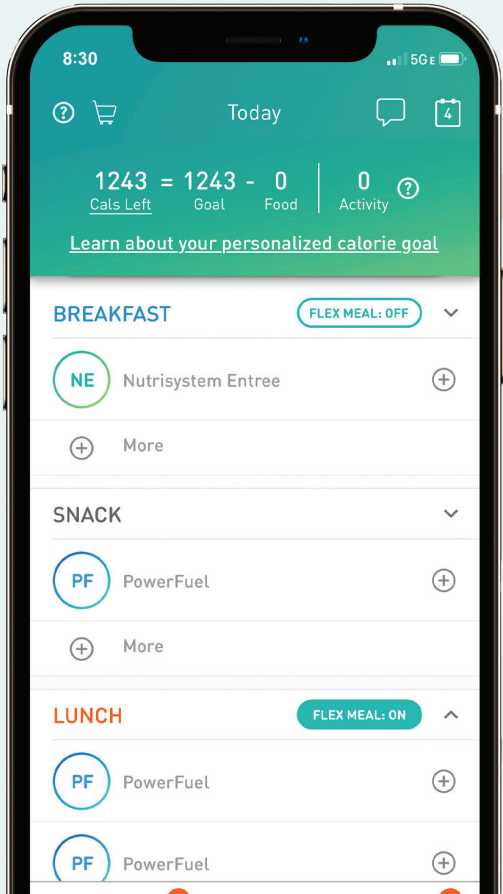 8:30 5GE
Today 4
1243 = 1243 - 0 0
Cals Left Goal Food Activity
Learn about your personalized calorie goal
BREAKFAST FLEX MEAL: OFF
NE Nutrisystem Entree
More
SNACK
PF PowerFuel
More
LUNCH FLEX MEAL: ON
PF PowerFuel
PF PowerFuel